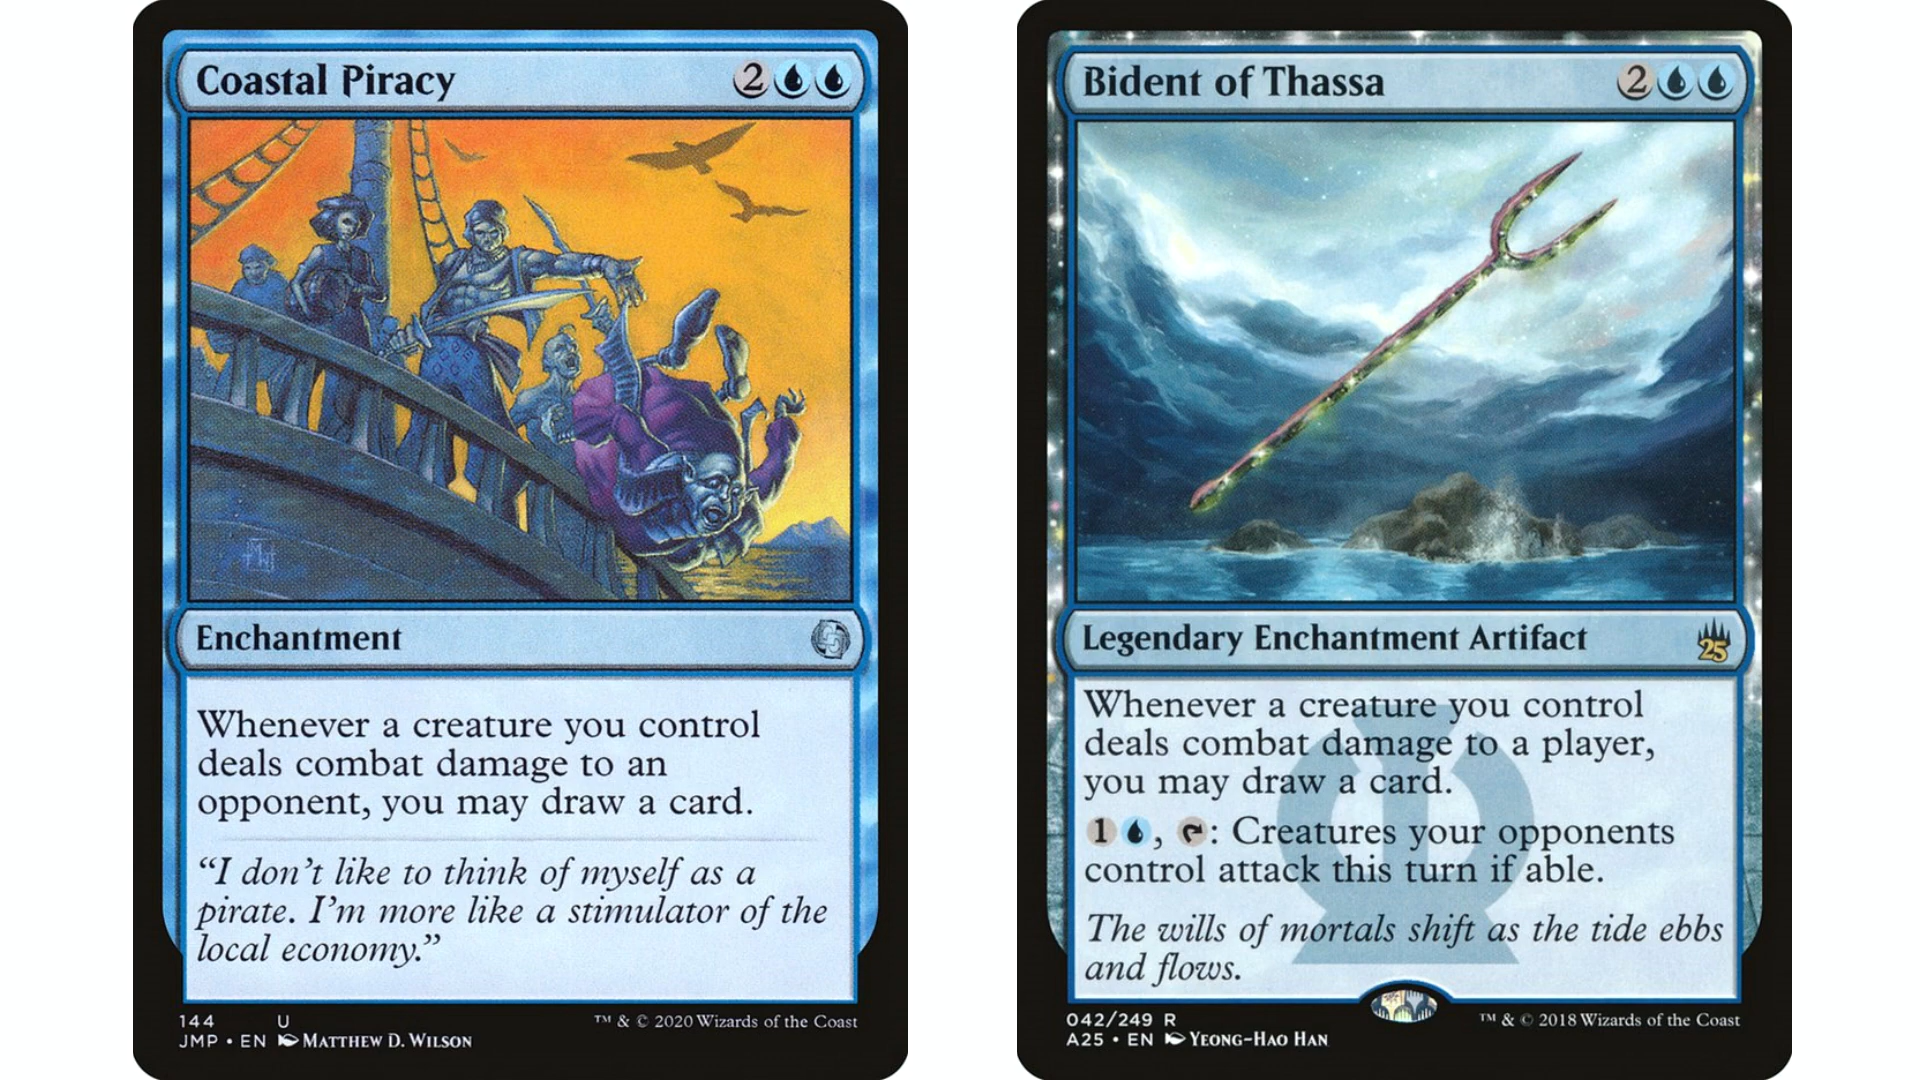 Coastal Piracy 2
Enchantment
Whenever a creature you control
deals combat damage to an
opponent, you may draw a card.
“I don’t like to think of myself as a
pirate. I’m more like a stimulator of the
local economy.”
144 U
JMP • EN MATTHEW D. WILSON
™ & © 2020 Wizards of the Coast
Bident of Thassa 2
Legendary Enchantment Artifact
25
Whenever a creature you control
deals combat damage to a player,
you may draw a card.
1 , : Creatures your opponents
control attack this turn if able.
The wills of mortals shift as the tide ebbs
and flows.
042/249 R
A25 • EN YEONG-HAO HAN
™ & © 2018 Wizards of the Coast